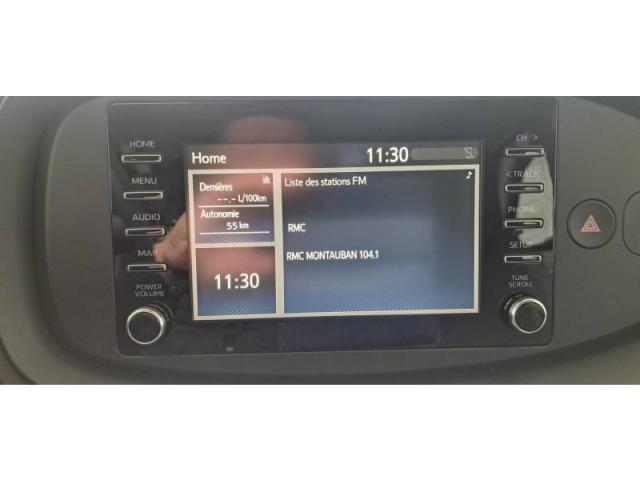 HOME
MENU
AUDIO
MAP
POWER
VOLUME
Home
11:30
Dernières
--.- L/100km
Autonomie
55 km
11:30
Liste des stations FM
RMC
RMC MONTAUBAN 104.1
CH >
< TRACK
PHONE
SETUP
TUNE
SCROLL